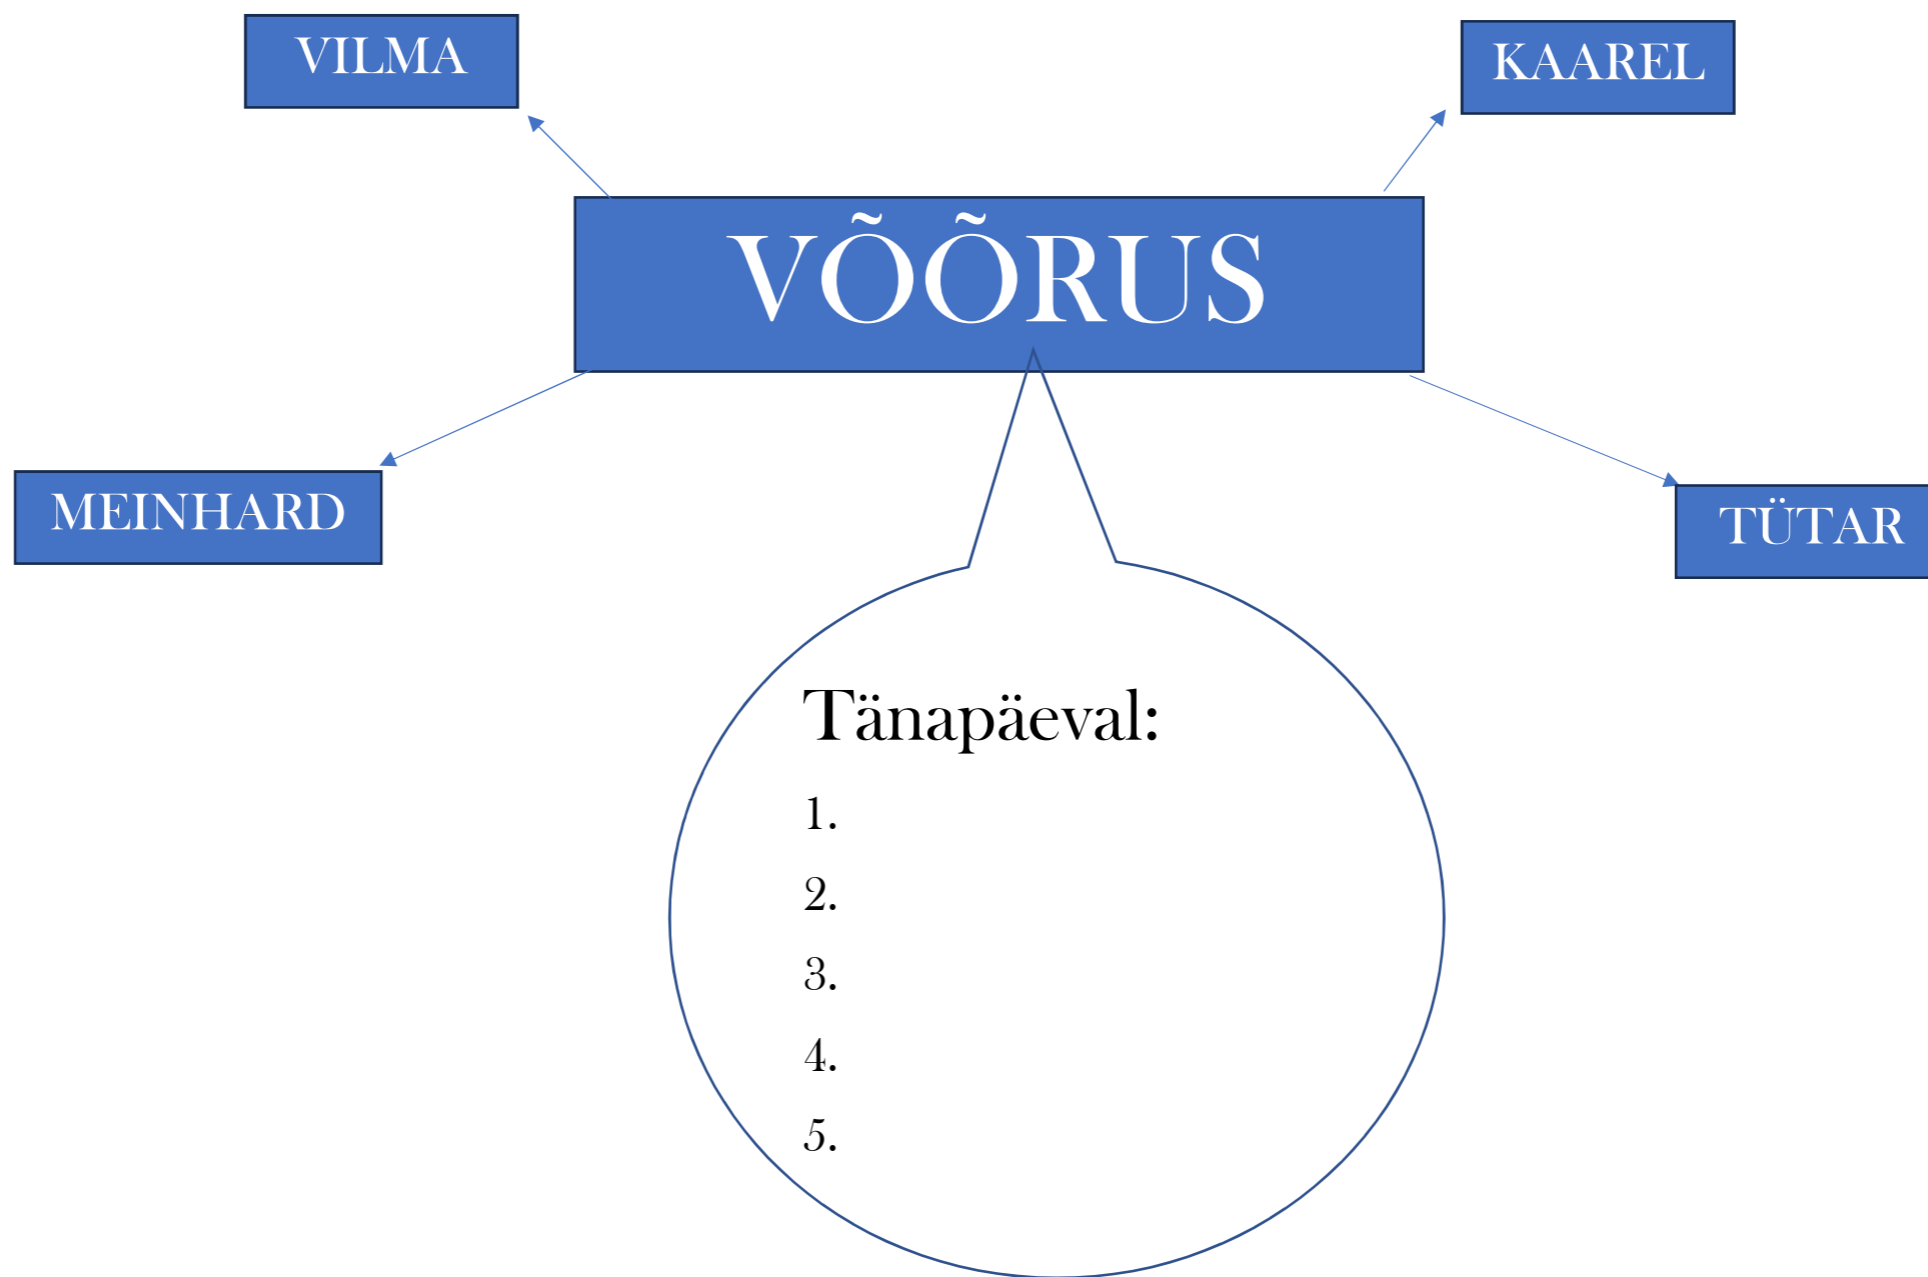 VILMA
KAAREL
VÕÕRUS
MEINHARD
TÜTAR
Tänapäeval:
1.
2.
3.
4.
5.